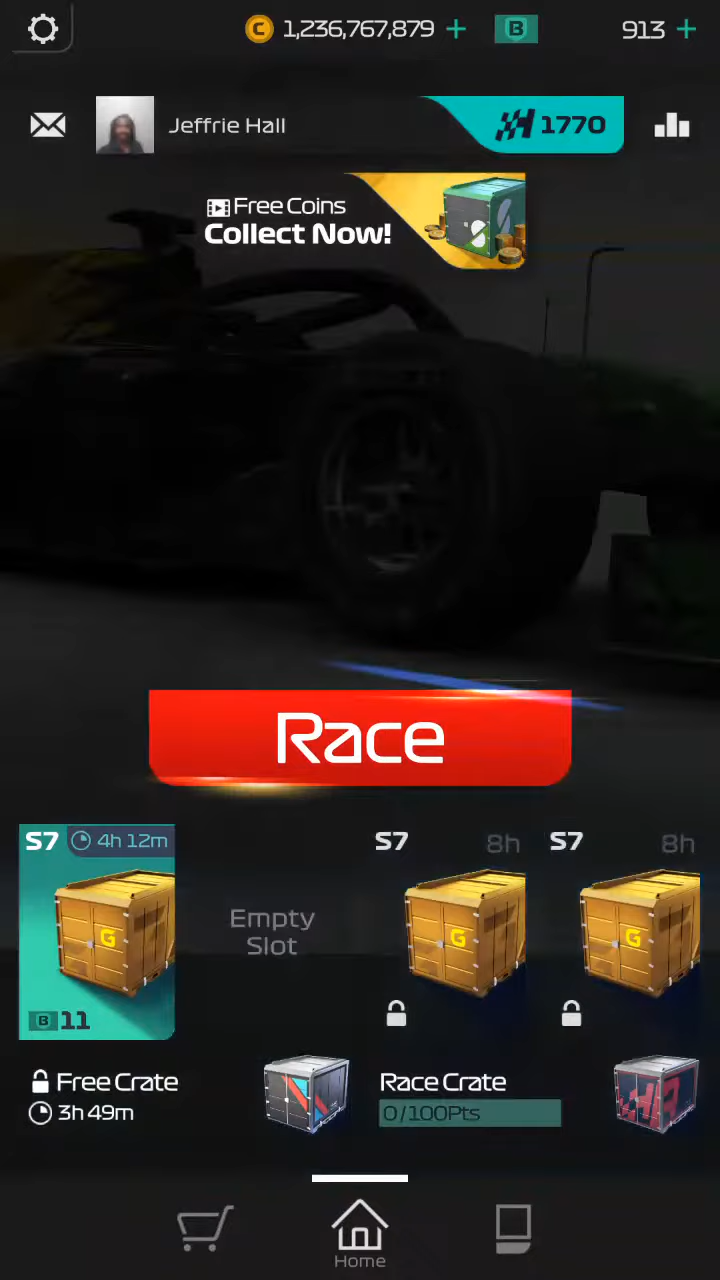 C 1,236,767,879 + B 913 +
Jeffrie Hall 1770
Free Coins
Collect Now!
Race
S7 4h 12m
S7 8h
S7 8h
G
G
G
Empty
Slot
B 11
Free Crate
3h 49m
Race Crate
0/100Pts
Home